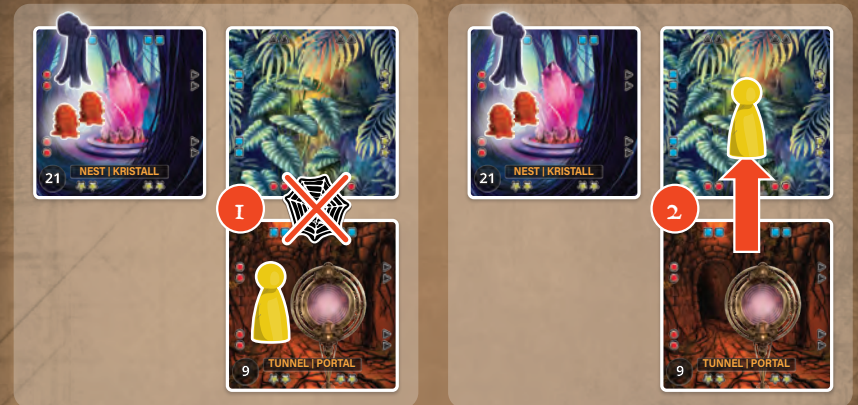 21
NEST | KRISTALL
1
9
TUNNEL | PORTAL
21
NEST | KRISTALL
2
9
TUNNEL | PORTAL